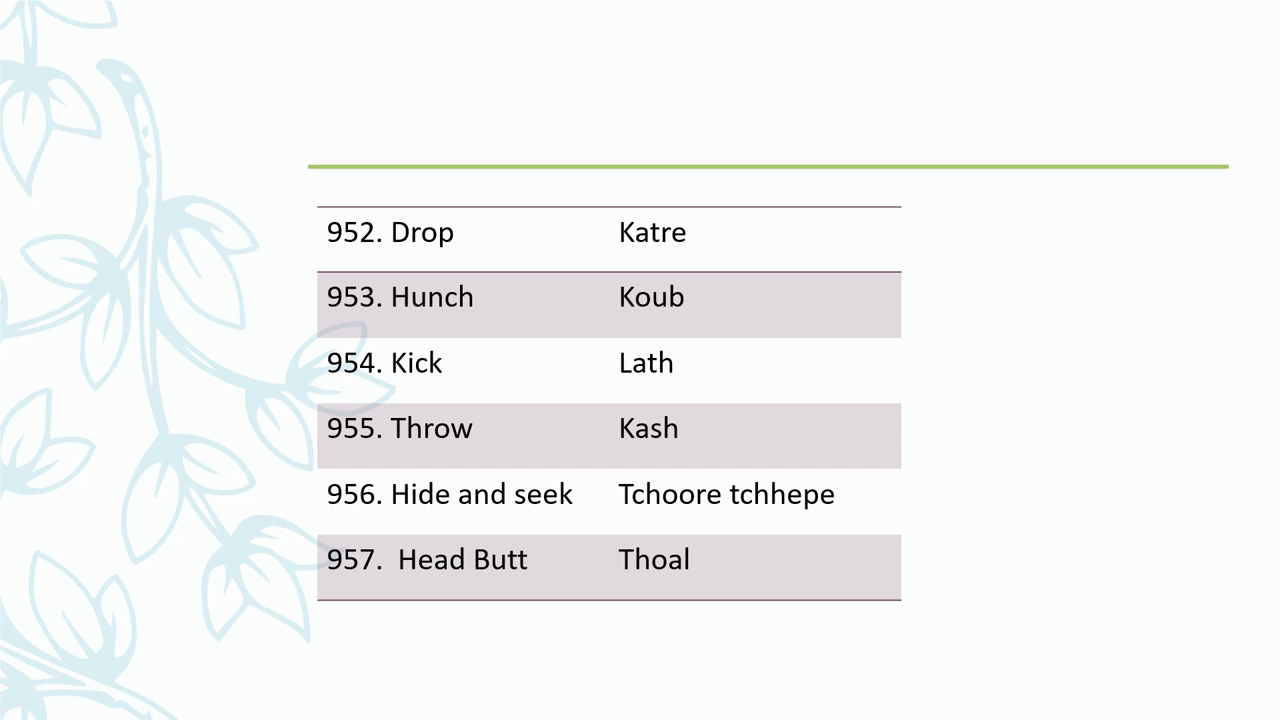 952. Drop Katre
953. Hunch Koub
954. Kick Lath
955. Throw Kash
956. Hide and seek Tchoore tchhepe
957. Head Butt Thoal